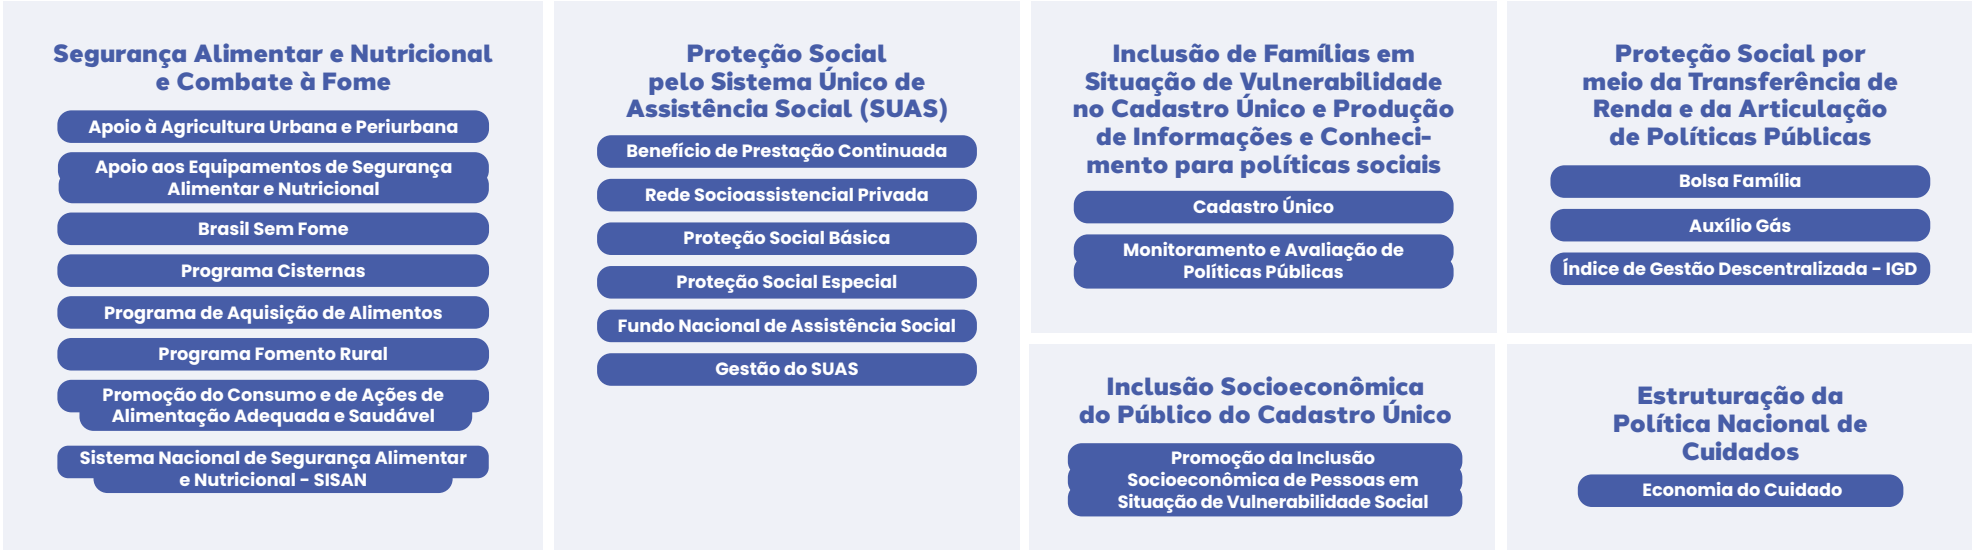 Segurança Alimentar e Nutricional
e Combate à Fome
Apoio à Agricultura Urbana e Periurbana
Apoio aos Equipamentos de Segurança
Alimentar e Nutricional
Brasil Sem Fome
Programa Cisternas
Programa de Aquisição de Alimentos
Programa Fomento Rural
Promoção do Consumo e de Ações de
Alimentação Adequada e Saudável
Sistema Nacional de Segurança Alimentar
e Nutricional - SISAN
Proteção Social
pelo Sistema Único de
Assistência Social (SUAS)
Benefício de Prestação Continuada
Rede Socioassistencial Privada
Proteção Social Básica
Proteção Social Especial
Fundo Nacional de Assistência Social
Gestão do SUAS
Inclusão de Famílias em
Situação de Vulnerabilidade
no Cadastro Único e Produção
de Informações e Conheci-
mento para políticas sociais
Cadastro Único
Monitoramento e Avaliação de
Políticas Públicas
Proteção Social por
meio da Transferência de
Renda e da Articulação
de Políticas Públicas
Bolsa Família
Auxílio Gás
Índice de Gestão Descentralizada - IGD
Inclusão Socioeconômica
do Público do Cadastro Único
Promoção da Inclusão
Socioeconômica de Pessoas em
Situação de Vulnerabilidade Social
Estruturação da
Política Nacional de
Cuidados
Economia do Cuidado